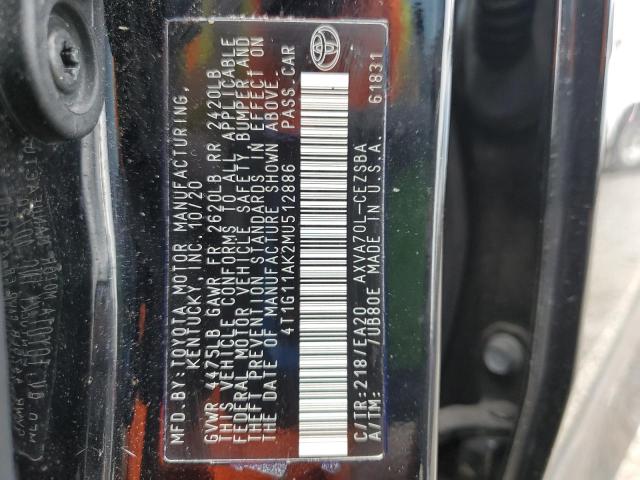 MFD. BY: TOYOTA MOTOR MANUFACTURING,
KENTUCKY, INC. 10/20
GVWR 4475LB GAWR FR 2620LB RR 2420LB
THIS VEHICLE CONFORMS TO ALL APPLICABLE
FEDERAL MOTOR VEHICLE SAFETY, BUMPER, AND
THEFT PREVENTION STANDARDS IN EFFECT ON
THE DATE OF MANUFACTURE SHOWN ABOVE.
4T1G11AK2MU512886 PASS. CAR
C/TR: 218/EA20 AXVA70L-CEZSBA
A/TM: /UB80E MADE IN U.S.A. 61831